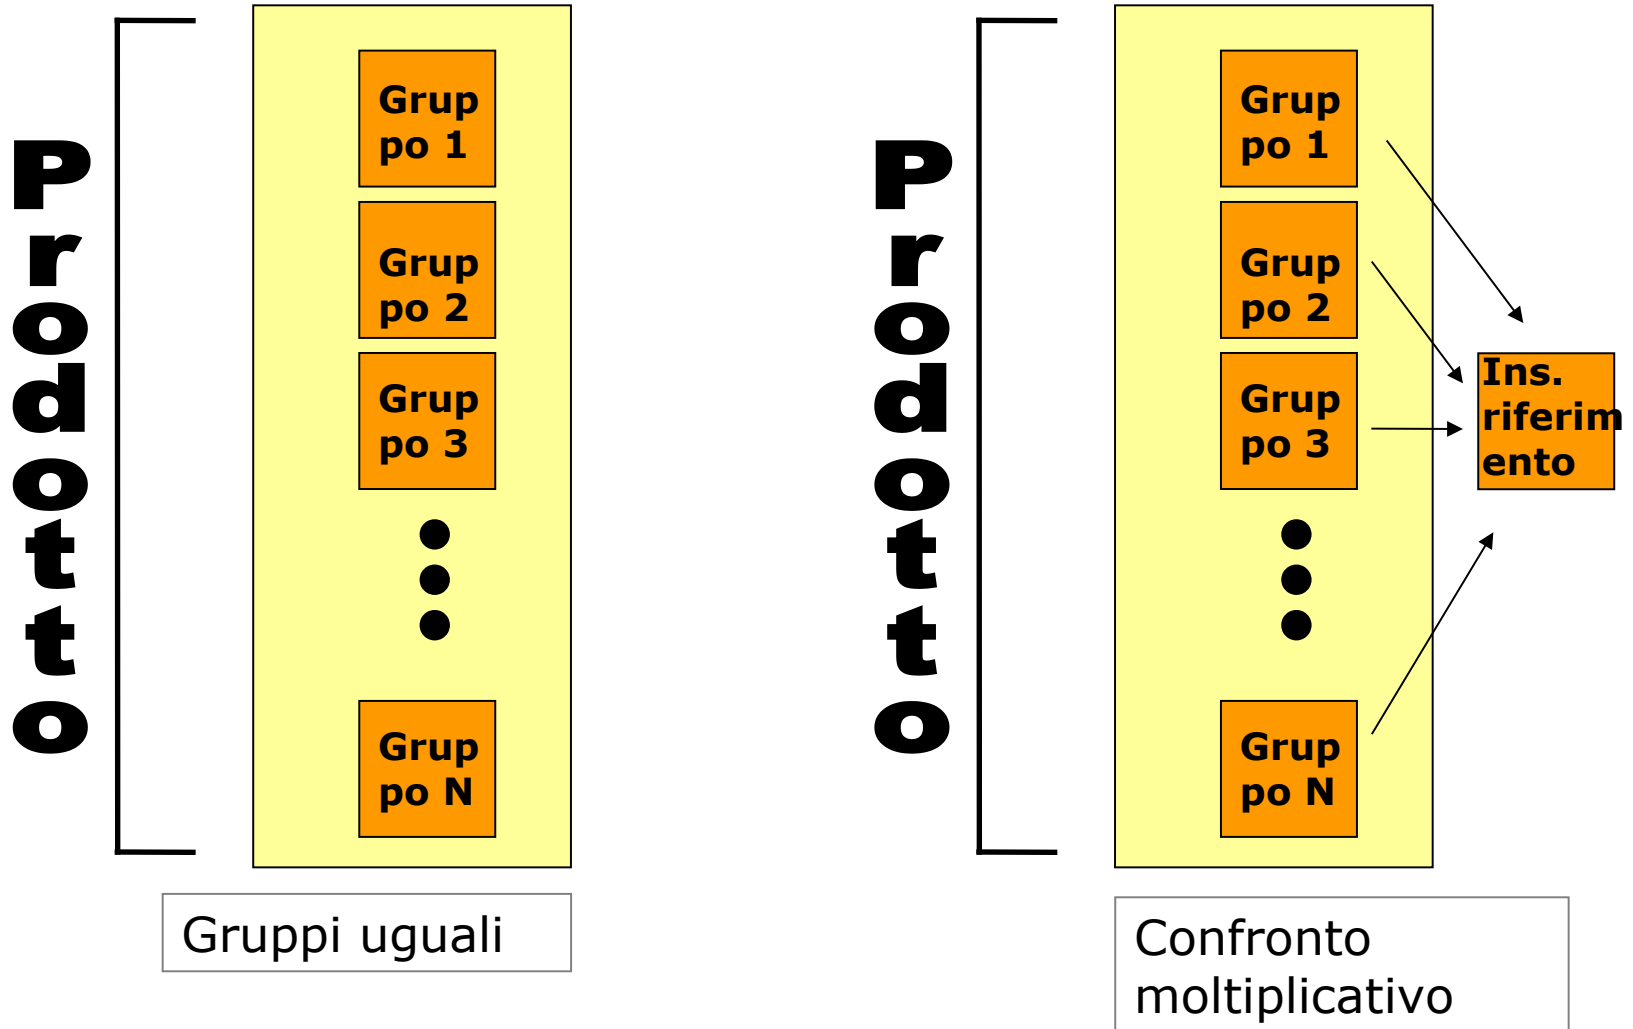 Prodotto
Grup
po 1
Grup
po 2
Grup
po 3
Grup
po N
Gruppi uguali
Prodotto
Grup
po 1
Grup
po 2
Grup
po 3
Grup
po N
Ins.
riferim
ento
Confronto
moltiplicativo